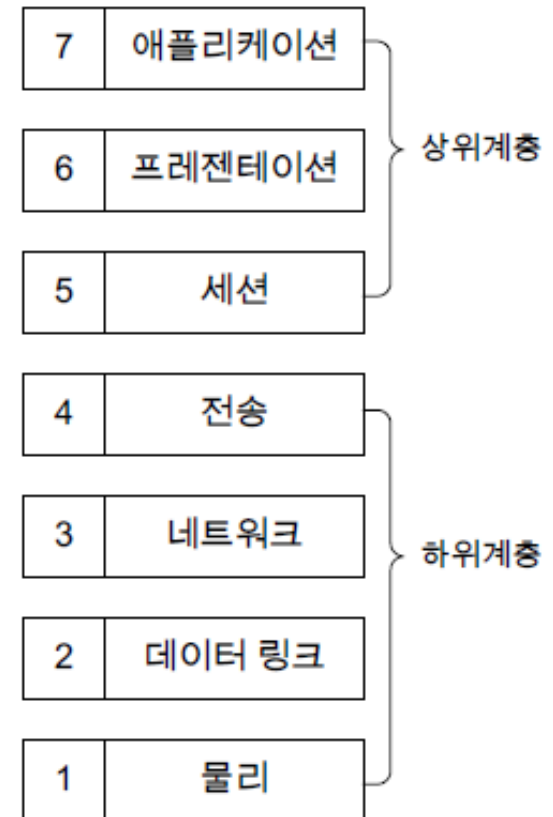 7 애플리케이션
6 프레젠테이션
상위계층
5 세션
4 전송
3 네트워크
하위계층
2 데이터 링크
1 물리